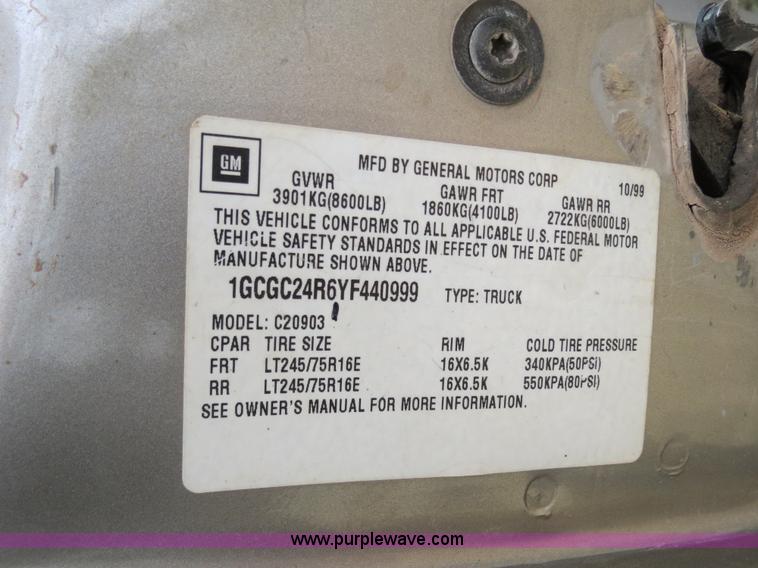 GM
MFD BY GENERAL MOTORS CORP 10/99
GVWR GAWR FRT GAWR RR
3901KG(8600LB) 1860KG(4100LB) 2722KG(6000LB)
THIS VEHICLE CONFORMS TO ALL APPLICABLE U.S. FEDERAL MOTOR
VEHICLE SAFETY STANDARDS IN EFFECT ON THE DATE OF
MANUFACTURE SHOWN ABOVE.
1GCGC24R6YF440999 TYPE: TRUCK
MODEL: C20903
CPAR TIRE SIZE RIM COLD TIRE PRESSURE
FRT LT245/75R16E 16X6.5K 340KPA(50PSI)
RR LT245/75R16E 16X6.5K 550KPA(80PSI)
SEE OWNER'S MANUAL FOR MORE INFORMATION.
www.purplewave.com